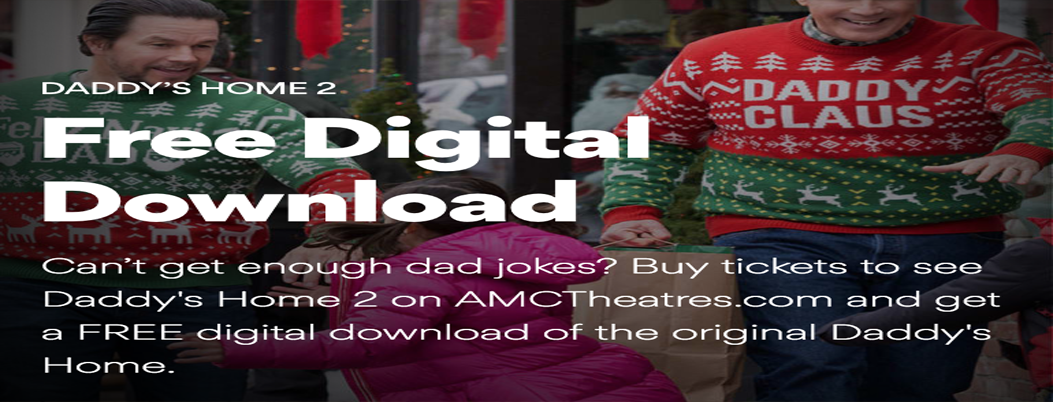 DADDY'S HOME 2
Free Digital
Download
Can't get enough dad jokes? Buy tickets to see
Daddy's Home 2 on AMCTheatres.com and get
a FREE digital download of the original Daddy's
Home.
DADDY
CLAUS
DAD